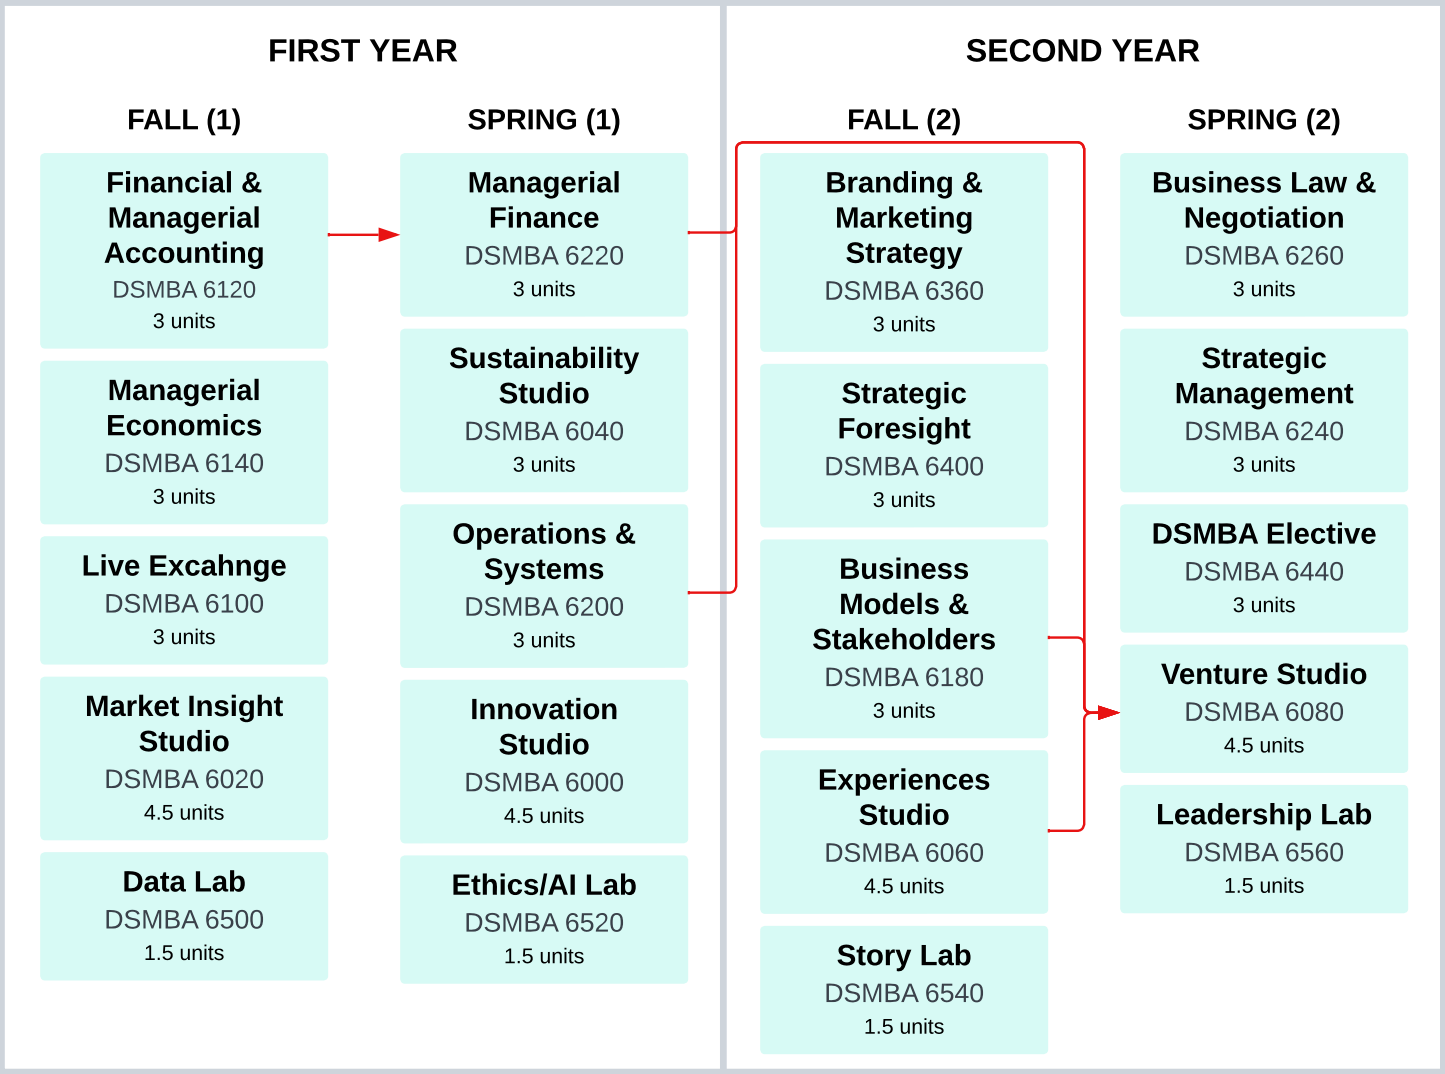 FIRST YEAR
FALL (1)
Financial &
Managerial
Accounting
DSMBA 6120
3 units
Managerial
Economics
DSMBA 6140
3 units
Live Excahnge
DSMBA 6100
3 units
Market Insight
Studio
DSMBA 6020
4.5 units
Data Lab
DSMBA 6500
1.5 units
SPRING (1)
Managerial
Finance
DSMBA 6220
3 units
Sustainability
Studio
DSMBA 6040
3 units
Operations &
Systems
DSMBA 6200
3 units
Innovation
Studio
DSMBA 6000
4.5 units
Ethics/AI Lab
DSMBA 6520
1.5 units
SECOND YEAR
FALL (2)
Branding &
Marketing
Strategy
DSMBA 6360
3 units
Strategic
Foresight
DSMBA 6400
3 units
Business
Models &
Stakeholders
DSMBA 6180
3 units
Experiences
Studio
DSMBA 6060
4.5 units
Story Lab
DSMBA 6540
1.5 units
SPRING (2)
Business Law &
Negotiation
DSMBA 6260
3 units
Strategic
Management
DSMBA 6240
3 units
DSMBA Elective
DSMBA 6440
3 units
Venture Studio
DSMBA 6080
4.5 units
Leadership Lab
DSMBA 6560
1.5 units